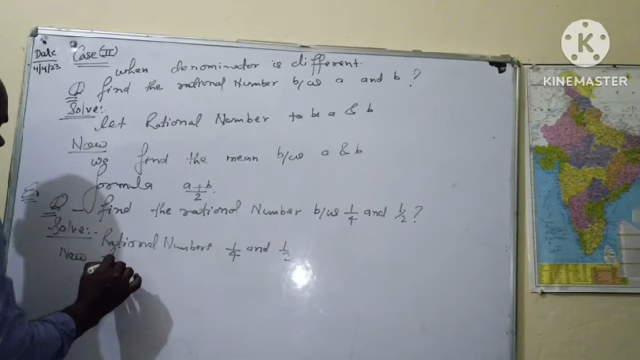 Date
4/4/23
Case (II)
when denominator is different.
Q find the rational Number b/w a and b ?
Solve:
let Rational Number to be a & b
Now
we find the mean b/w a & b
formula a+b/2.
Q find the rational Number b/w 1/4 and 1/2 ?
Solve:- Rational Numbers 1/4 and 1/2
Now
KINEMASTER